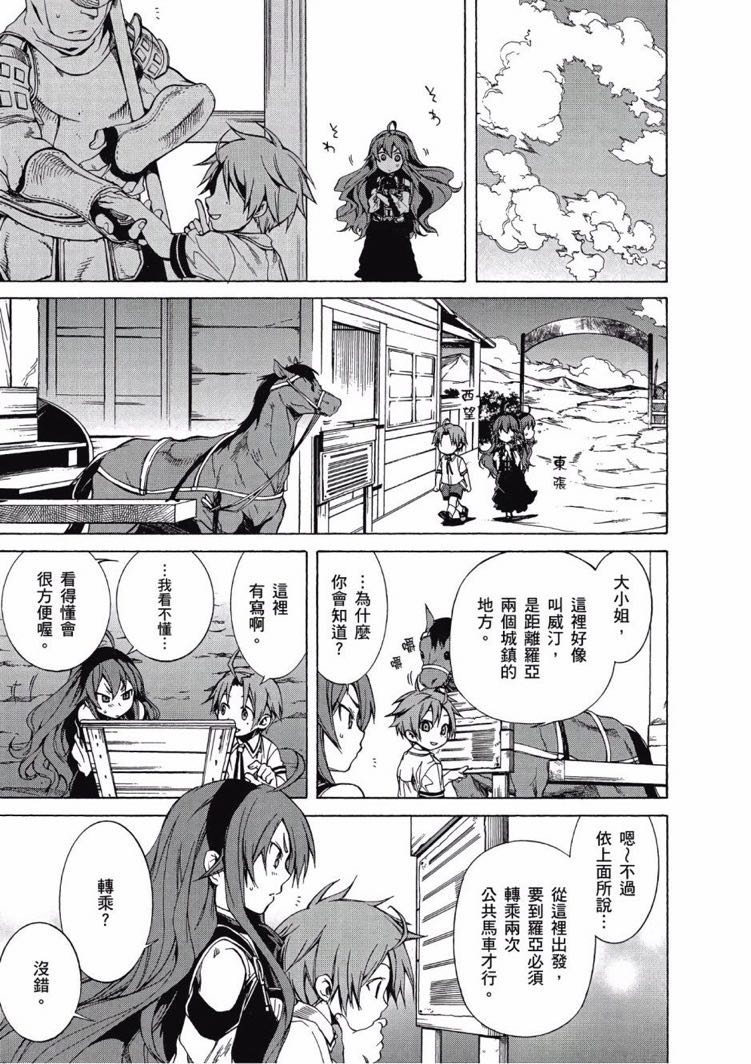 そわ
そわ
西望
東張
大小姐，
這裡好像
叫威汀，
是距離羅亞
兩個城鎮的
地方。
…為什麼
你會知道？
嚼
嚼
這裡
有寫啊。
…我看不懂…
看得懂會
很方便喔。
嗯～不過
依上面所說…
從這裡出發，
要到羅亞必須
轉乘兩次
公共馬車才行。
轉乘？
沒錯。